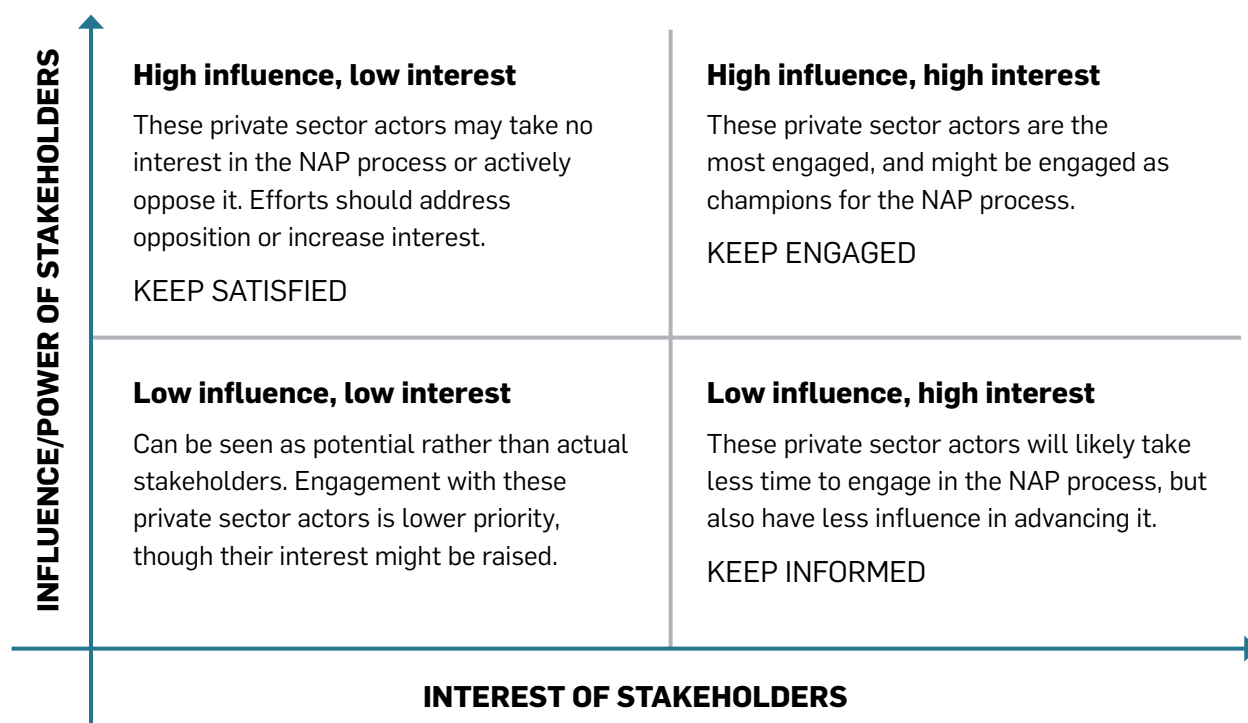 INFLUENCE/POWER OF STAKEHOLDERS
High influence, low interest
These private sector actors may take no
interest in the NAP process or actively
oppose it. Efforts should address
opposition or increase interest.
KEEP SATISFIED
High influence, high interest
These private sector actors are the
most engaged, and might be engaged as
champions for the NAP process.
KEEP ENGAGED
Low influence, low interest
Can be seen as potential rather than actual
stakeholders. Engagement with these
private sector actors is lower priority,
though their interest might be raised.
Low influence, high interest
These private sector actors will likely take
less time to engage in the NAP process, but
also have less influence in advancing it.
KEEP INFORMED
INTEREST OF STAKEHOLDERS